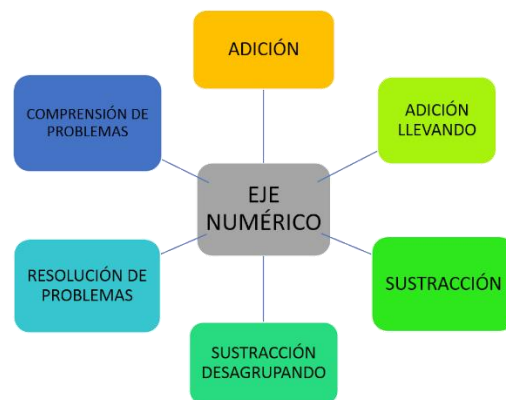 ADICIÓN
ADICIÓN
LLEVANDO
SUSTRACCIÓN
SUSTRACCIÓN
DESAGRUPANDO
RESOLUCIÓN DE
PROBLEMAS
COMPRENSIÓN DE
PROBLEMAS
EJE
NUMÉRICO